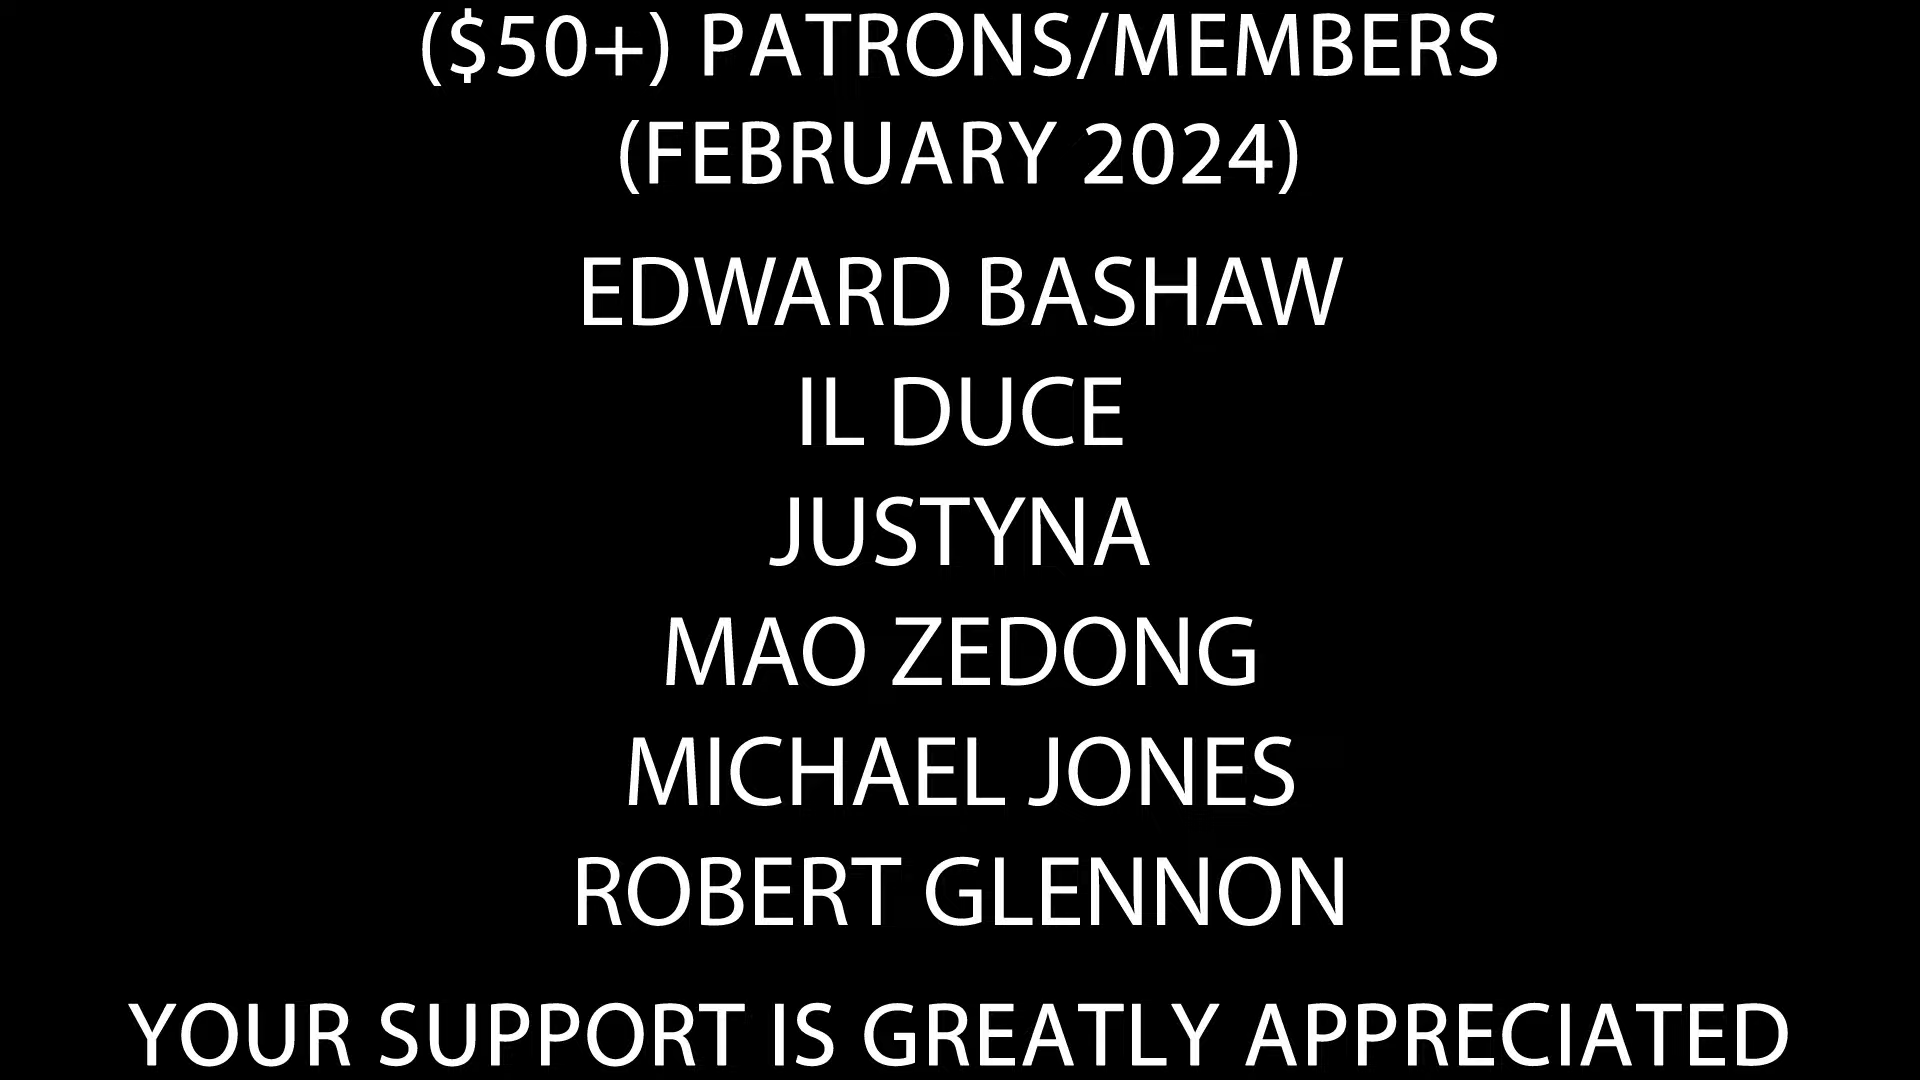 ($50+) PATRONS/MEMBERS
(FEBRUARY 2024)
EDWARD BASHAW
IL DUCE
JUSTYNA
MAO ZEDONG
MICHAEL JONES
ROBERT GLENNON
YOUR SUPPORT IS GREATLY APPRECIATED